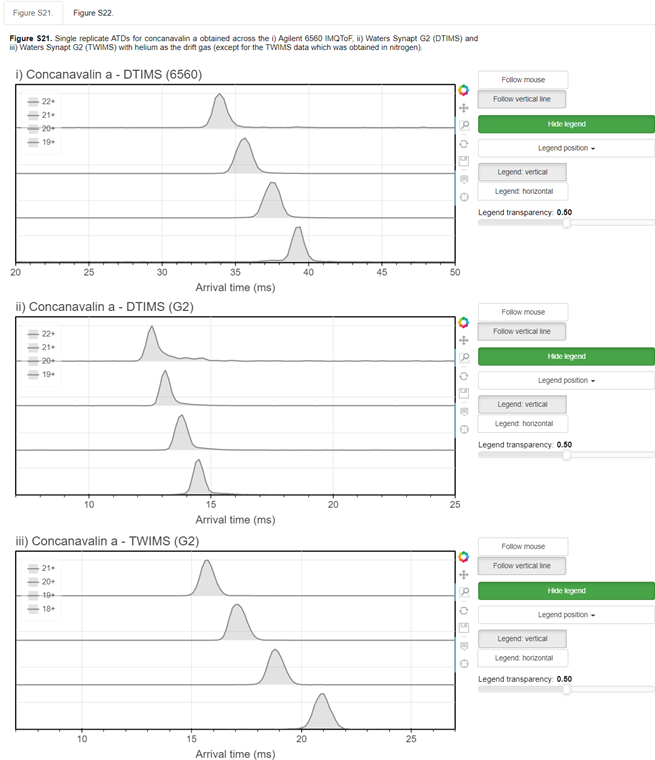 Figure S21. Figure S22.
Figure S21. Single replicate ATDs for concanavalin a obtained across the i) Agilent 6560 IMQToF, ii) Waters Synapt G2 (DTIMS) and
iii) Waters Synapt G2 (TWIMS) with helium as the drift gas (except for the TWIMS data which was obtained in nitrogen).
i) Concanavalin a - DTIMS (6560)
22+
21+
20+
19+
20 25 30 35 40 45 50
Arrival time (ms)
Follow mouse
Follow vertical line
Hide legend
Legend position
Legend: vertical
Legend: horizontal
Legend transparency: 0.50
ii) Concanavalin a - DTIMS (G2)
22+
21+
20+
19+
10 15 20 25
Arrival time (ms)
Follow mouse
Follow vertical line
Hide legend
Legend position
Legend: vertical
Legend: horizontal
Legend transparency: 0.50
iii) Concanavalin a - TWIMS (G2)
21+
20+
19+
18+
10 15 20 25
Arrival time (ms)
Follow mouse
Follow vertical line
Hide legend
Legend position
Legend: vertical
Legend: horizontal
Legend transparency: 0.50